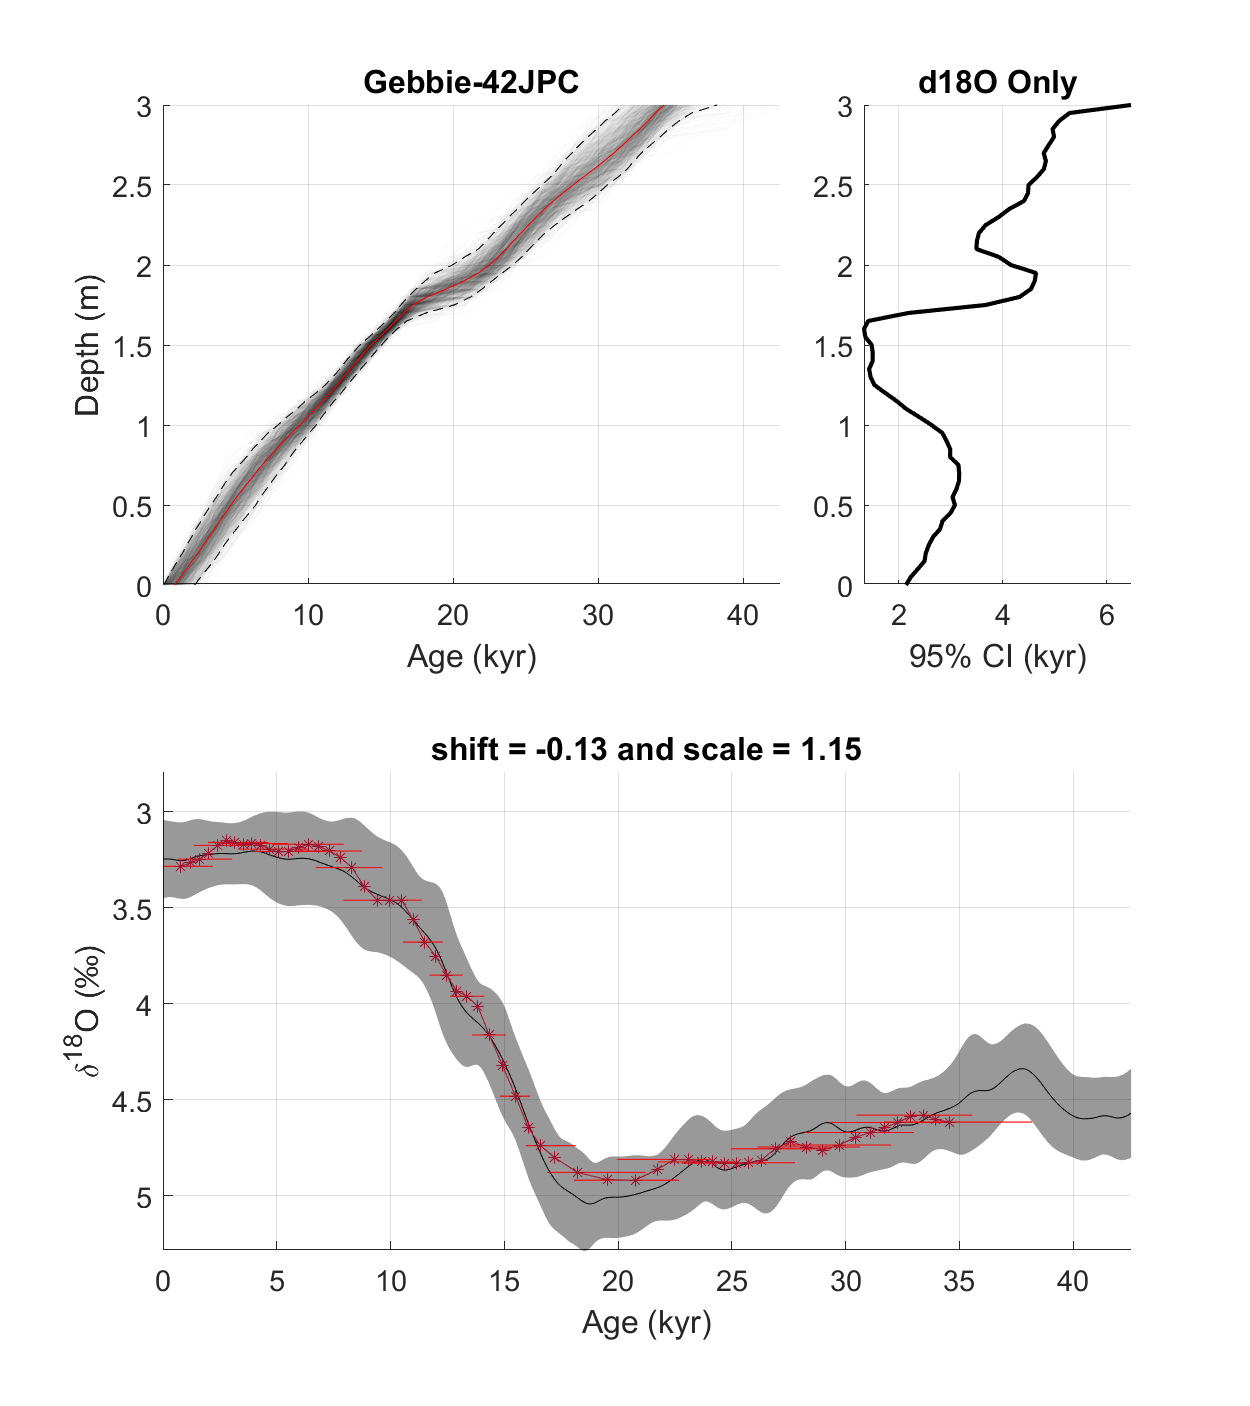 Gebbie-42JPC
d18O Only
3
2.5
2
1.5
1
0.5
0
Depth (m)
0 10 20 30 40
Age (kyr)
3
2.5
2
1.5
1
0.5
0
2 4 6
95% CI (kyr)
shift = -0.13 and scale = 1.15
3
3.5
4
4.5
5
δ18O (‰)
0 5 10 15 20 25 30 35 40
Age (kyr)